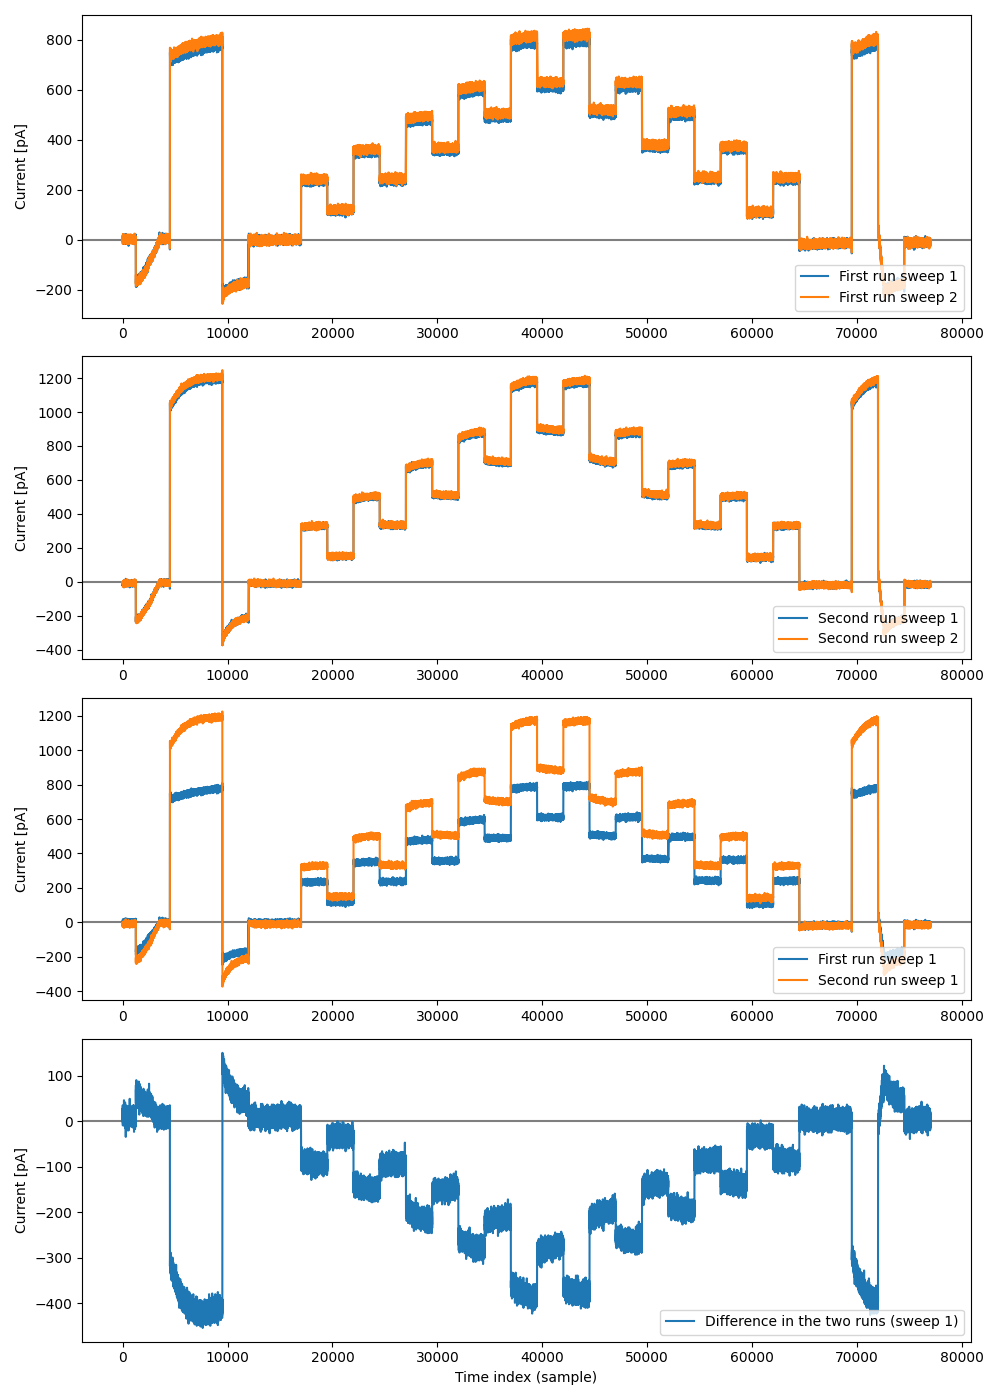 Current [pA]
800
600
400
200
0
−200
First run sweep 1
First run sweep 2
0 10000 20000 30000 40000 50000 60000 70000 80000
Current [pA]
1200
1000
800
600
400
200
0
−200
−400
Second run sweep 1
Second run sweep 2
0 10000 20000 30000 40000 50000 60000 70000 80000
Current [pA]
1200
1000
800
600
400
200
0
−200
−400
First run sweep 1
Second run sweep 1
0 10000 20000 30000 40000 50000 60000 70000 80000
Current [pA]
100
0
−100
−200
−300
−400
Difference in the two runs (sweep 1)
0 10000 20000 30000 40000 50000 60000 70000 80000
Time index (sample)